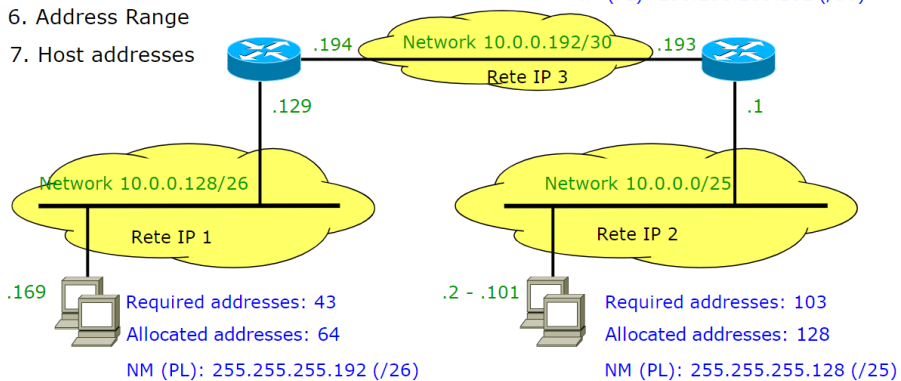 6. Address Range
7. Host addresses
.194
Network 10.0.0.192/30
.193
Rete IP 3
.129
.1
Network 10.0.0.128/26
Network 10.0.0.0/25
Rete IP 1
Rete IP 2
.169
Required addresses: 43
Allocated addresses: 64
NM (PL): 255.255.255.192 (/26)
.2 - .101
Required addresses: 103
Allocated addresses: 128
NM (PL): 255.255.255.128 (/25)